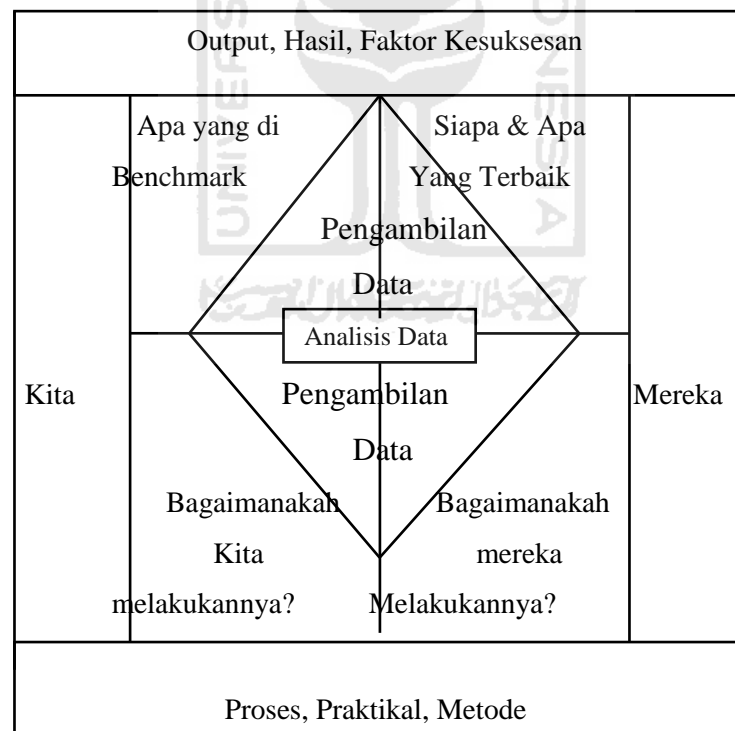 Output, Hasil, Faktor Kesuksesan
Apa yang di
Benchmark
Siapa & Apa
Yang Terbaik
Pengambilan
Data
Analisis Data
Kita
Pengambilan
Data
Mereka
Bagaimanakah
Kita
melakukannya?
Bagaimanakah
mereka
Melakukannya?
Proses, Praktikal, Metode